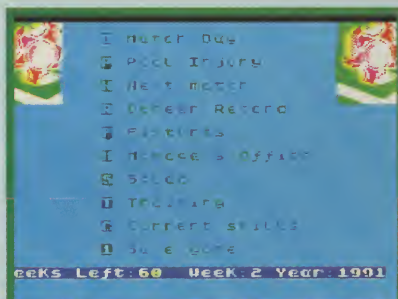 Match Day
Pool Injury
Next match
Career Record
Fixtures
Manager's Office
Squad
Training
Current skills
Save game
eeks Left:60 Week:2 Year:1991